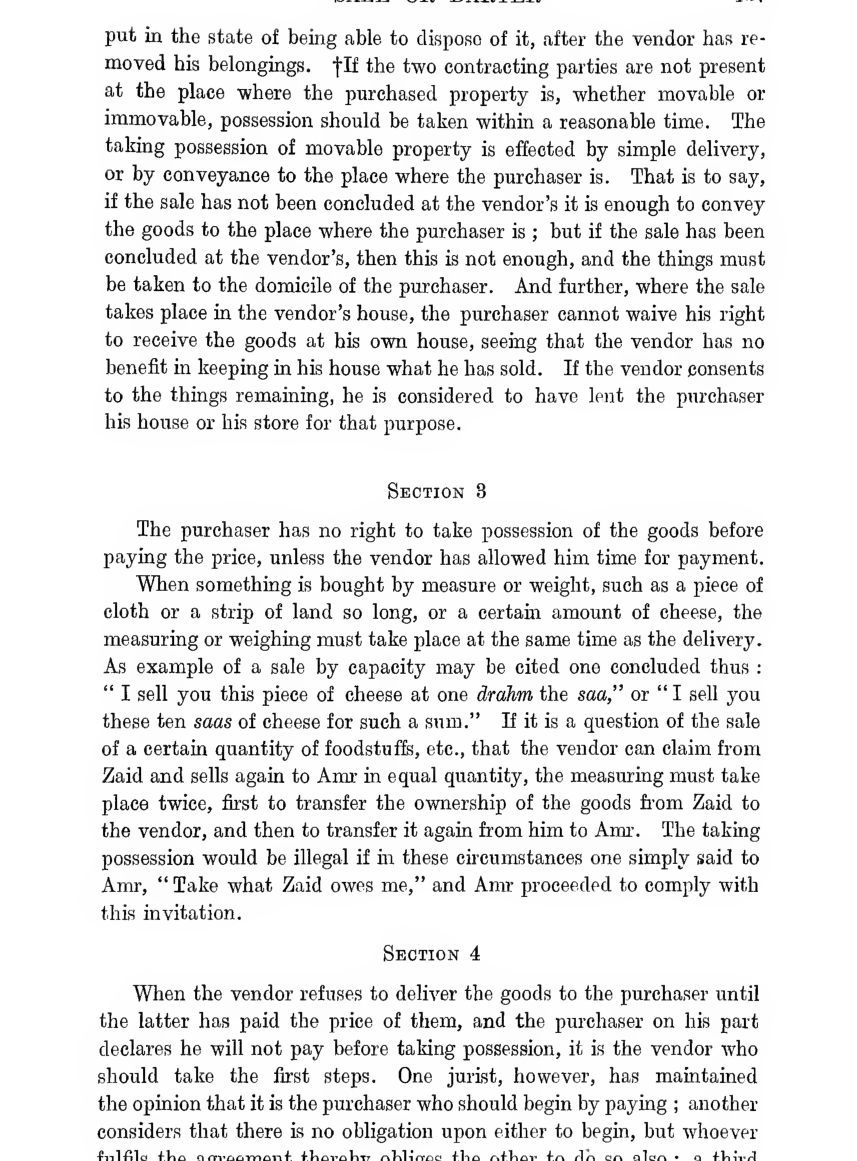 put in the state of being able to dispose of it, after the vendor has re-
moved his belongings. †If the two contracting parties are not present
at the place where the purchased property is, whether movable or
immovable, possession should be taken within a reasonable time. The
taking possession of movable property is effected by simple delivery,
or by conveyance to the place where the purchaser is. That is to say,
if the sale has not been concluded at the vendor's it is enough to convey
the goods to the place where the purchaser is ; but if the sale has been
concluded at the vendor's, then this is not enough, and the things must
be taken to the domicile of the purchaser. And further, where the sale
takes place in the vendor's house, the purchaser cannot waive his right
to receive the goods at his own house, seeing that the vendor has no
benefit in keeping in his house what he has sold. If the vendor consents
to the things remaining, he is considered to have lent the purchaser
his house or his store for that purpose.
SECTION 3
The purchaser has no right to take possession of the goods before
paying the price, unless the vendor has allowed him time for payment.
When something is bought by measure or weight, such as a piece of
cloth or a strip of land so long, or a certain amount of cheese, the
measuring or weighing must take place at the same time as the delivery.
As example of a sale by capacity may be cited one concluded thus :
“ I sell you this piece of cheese at one drahm the saa,” or “ I sell you
these ten saas of cheese for such a sum.” If it is a question of the sale
of a certain quantity of foodstuffs, etc., that the vendor can claim from
Zaid and sells again to Amr in equal quantity, the measuring must take
place twice, first to transfer the ownership of the goods from Zaid to
the vendor, and then to transfer it again from him to Amr. The taking
possession would be illegal if in these circumstances one simply said to
Amr, “ Take what Zaid owes me,” and Amr proceeded to comply with
this invitation.
SECTION 4
When the vendor refuses to deliver the goods to the purchaser until
the latter has paid the price of them, and the purchaser on his part
declares he will not pay before taking possession, it is the vendor who
should take the first steps. One jurist, however, has maintained
the opinion that it is the purchaser who should begin by paying ; another
considers that there is no obligation upon either to begin, but whoever
fulfils the agreement thereby obliges the other to do so also ; a third